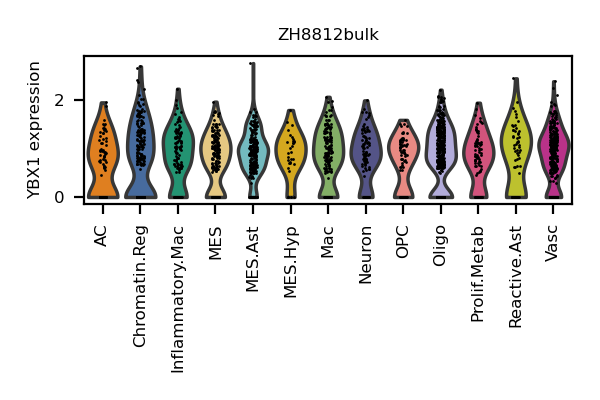 ZH8812bulk
YBX1 expression
2
0
AC
Chromatin.Reg
Inflammatory.Mac
MES
MES.Ast
MES.Hyp
Mac
Neuron
OPC
Oligo
Prolif.Metab
Reactive.Ast
Vasc